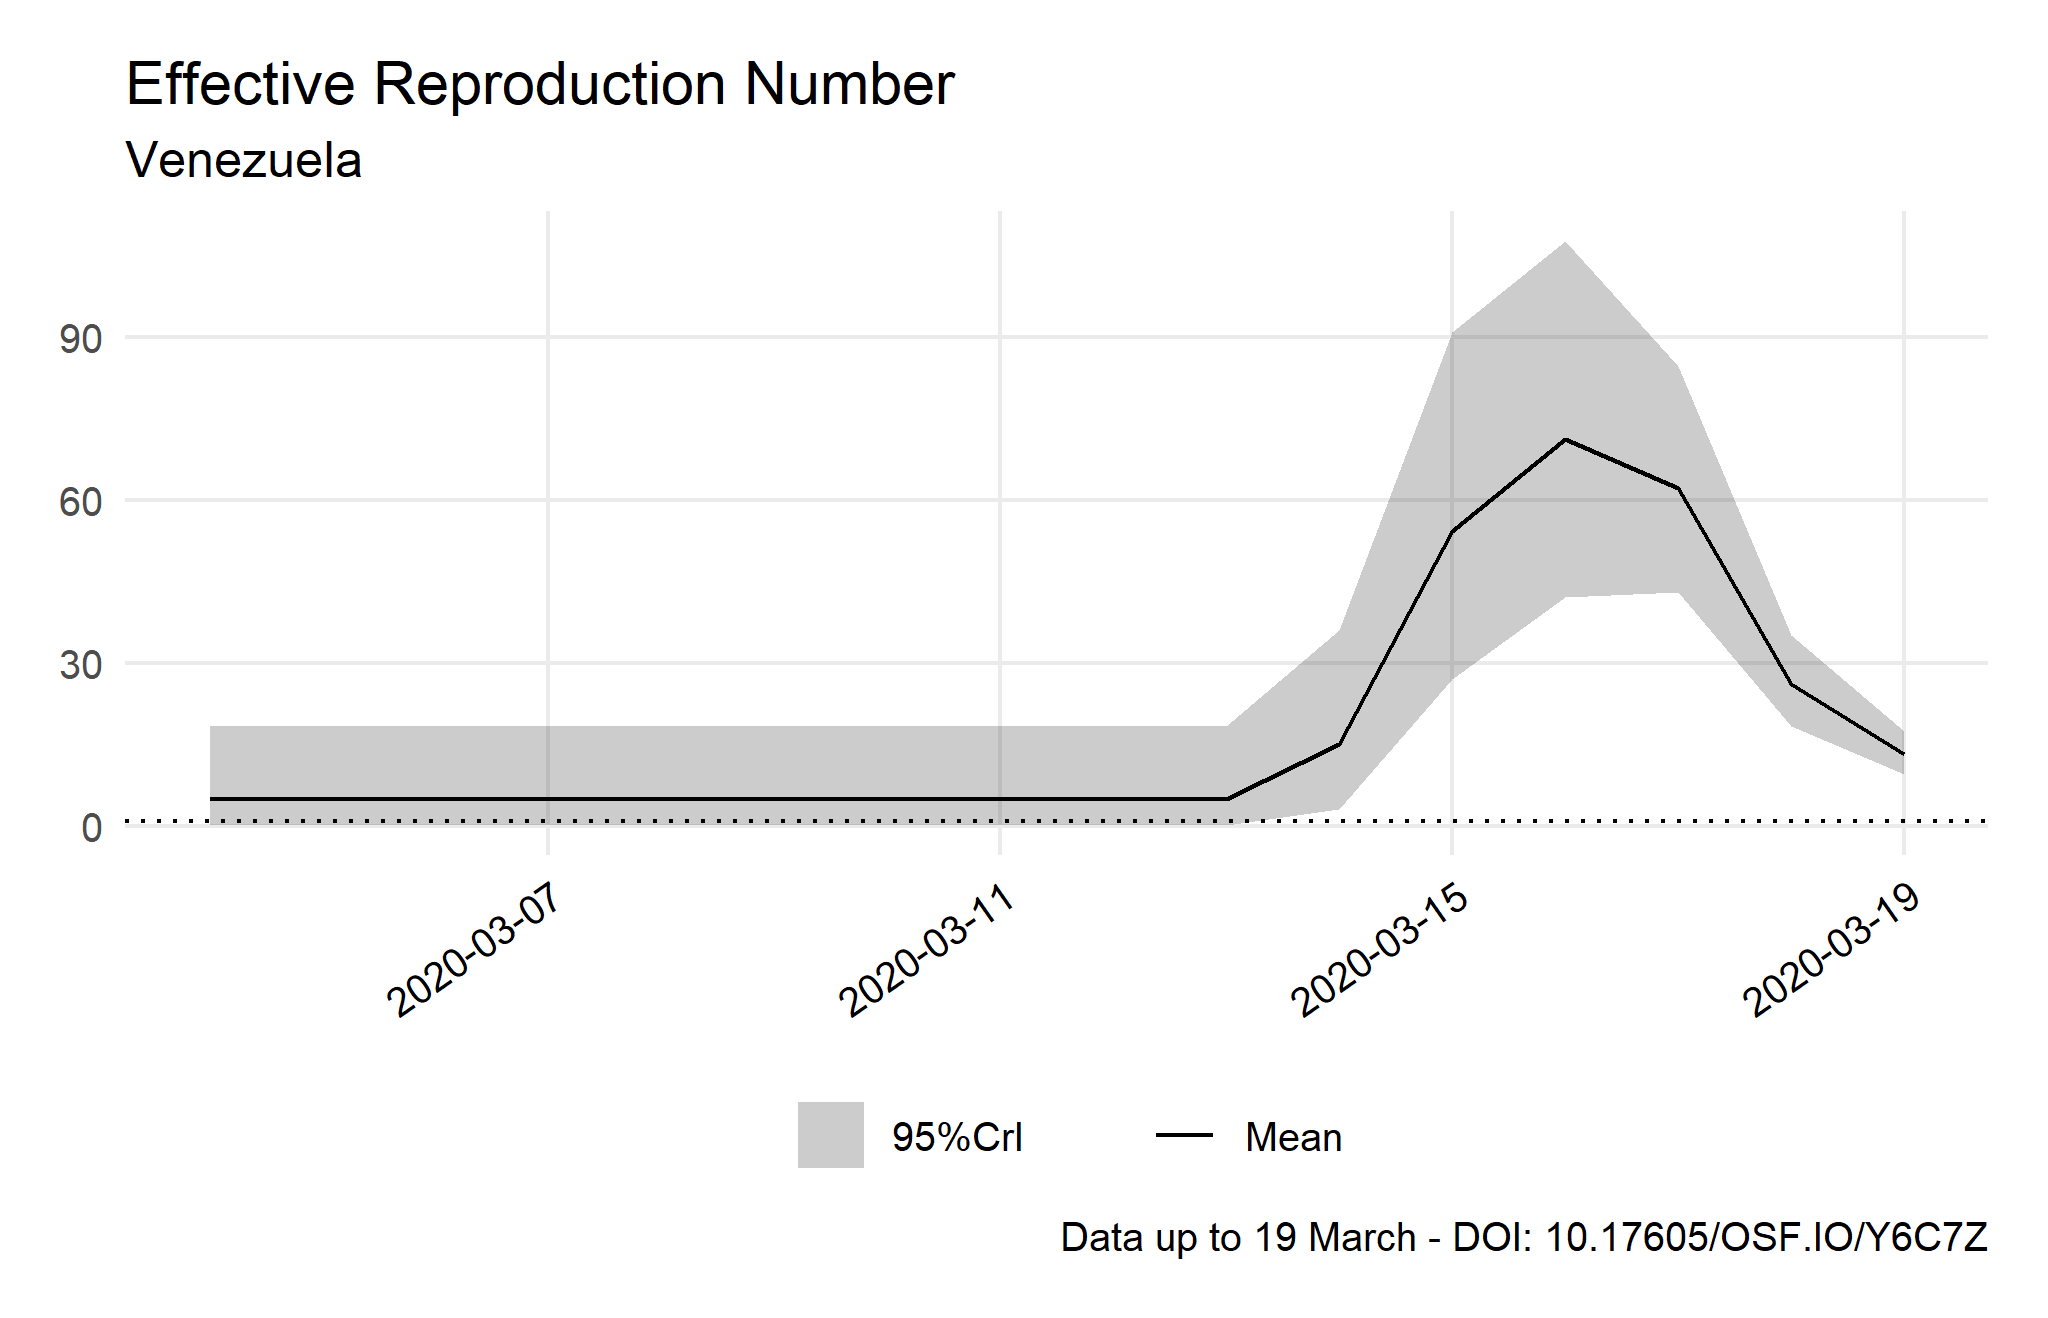 Effective Reproduction Number
Venezuela
90
60
30
0
2020-03-07
2020-03-11
2020-03-15
2020-03-19
95%CrI
Mean
Data up to 19 March - DOI: 10.17605/OSF.IO/Y6C7Z